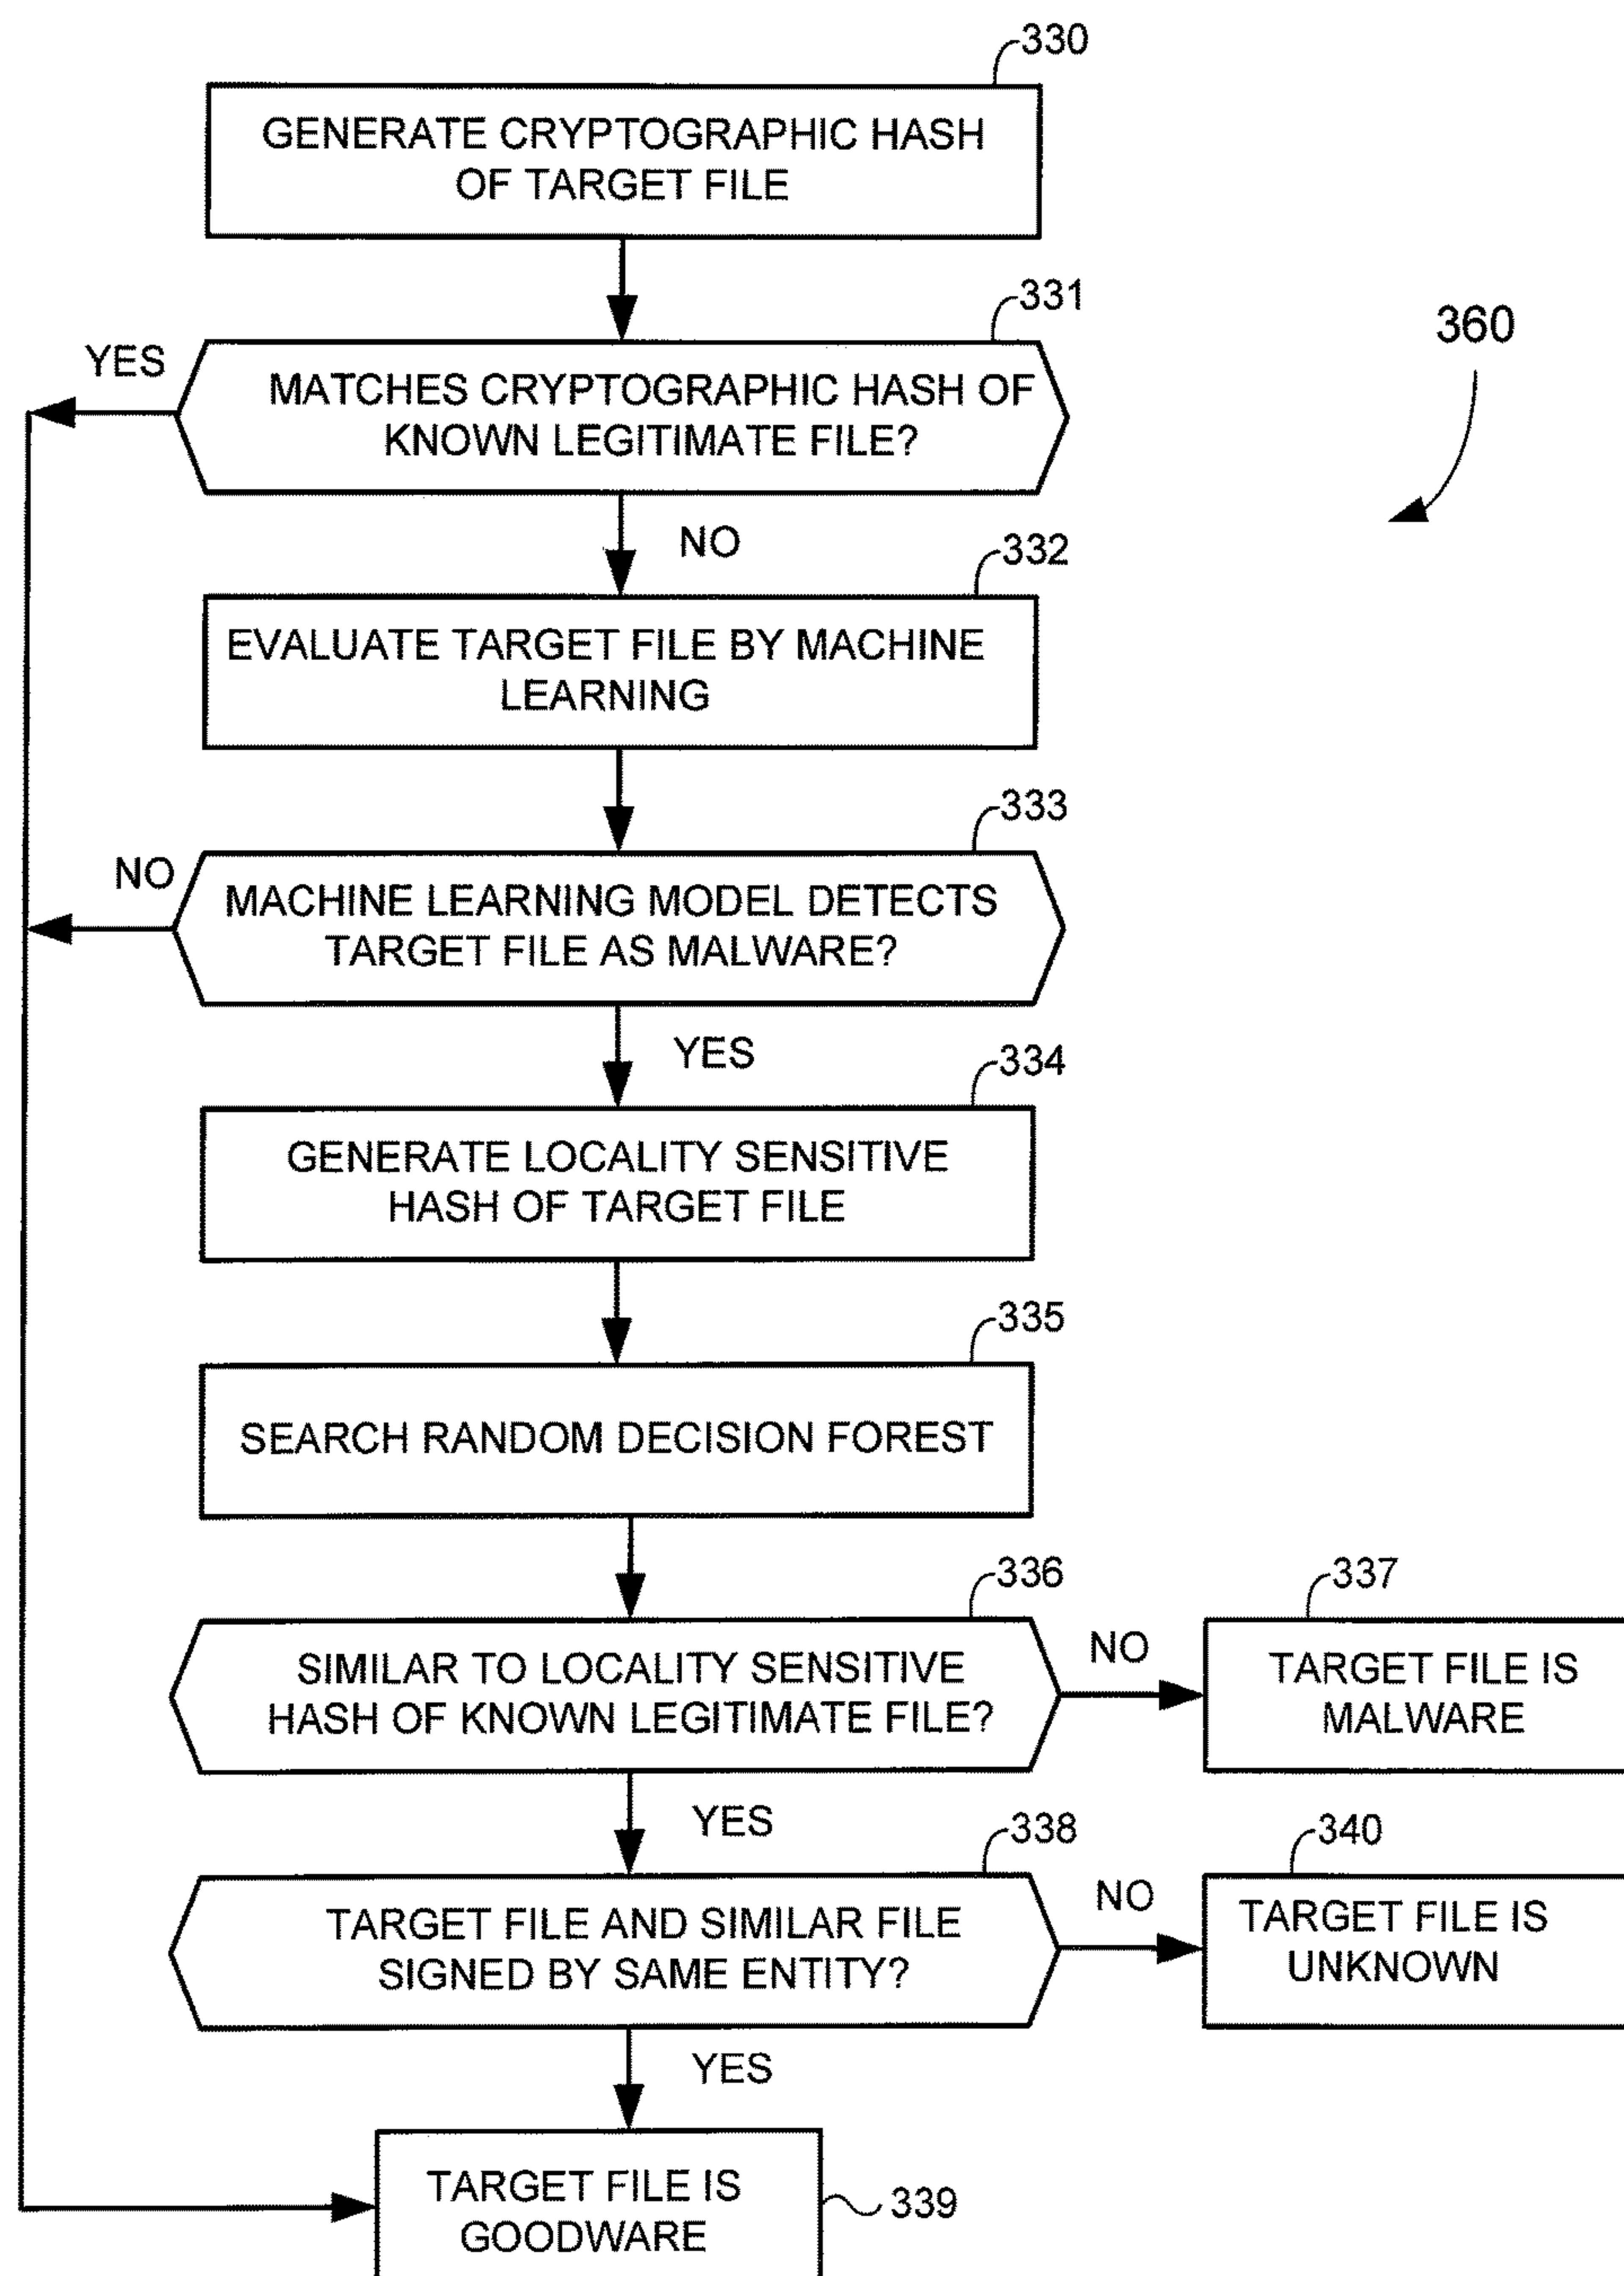 330
GENERATE CRYPTOGRAPHIC HASH
OF TARGET FILE
331
360
YES
MATCHES CRYPTOGRAPHIC HASH OF
KNOWN LEGITIMATE FILE?
NO
332
EVALUATE TARGET FILE BY MACHINE
LEARNING
333
NO
MACHINE LEARNING MODEL DETECTS
TARGET FILE AS MALWARE?
YES
334
GENERATE LOCALITY SENSITIVE
HASH OF TARGET FILE
335
SEARCH RANDOM DECISION FOREST
336
337
NO
SIMILAR TO LOCALITY SENSITIVE
HASH OF KNOWN LEGITIMATE FILE?
TARGET FILE IS
MALWARE
YES
338
340
NO
TARGET FILE AND SIMILAR FILE
SIGNED BY SAME ENTITY?
TARGET FILE IS
UNKNOWN
YES
TARGET FILE IS
GOODWARE
339